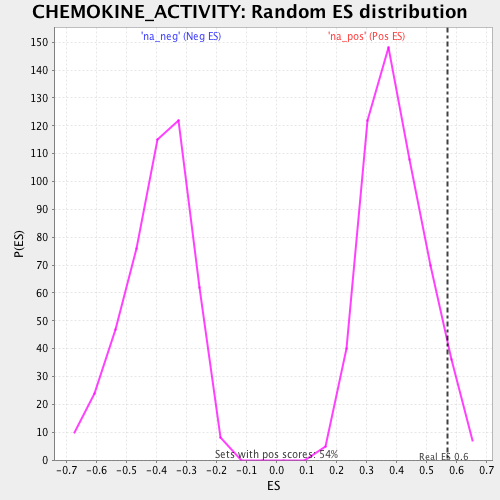 CHEMOKINE_ACTIVITY: Random ES distribution
'na_neg' (Neg ES) 'na_pos' (Pos ES)
150
140
130
120
110
100
90
80
70
60
50
40
30
20
10
0
P(ES)
Sets with pos scores: 54%
Real ES 0.6
-0.7 -0.6 -0.5 -0.4 -0.3 -0.2 -0.1 -0.0 0.1 0.2 0.3 0.4 0.5 0.6 0.7
ES